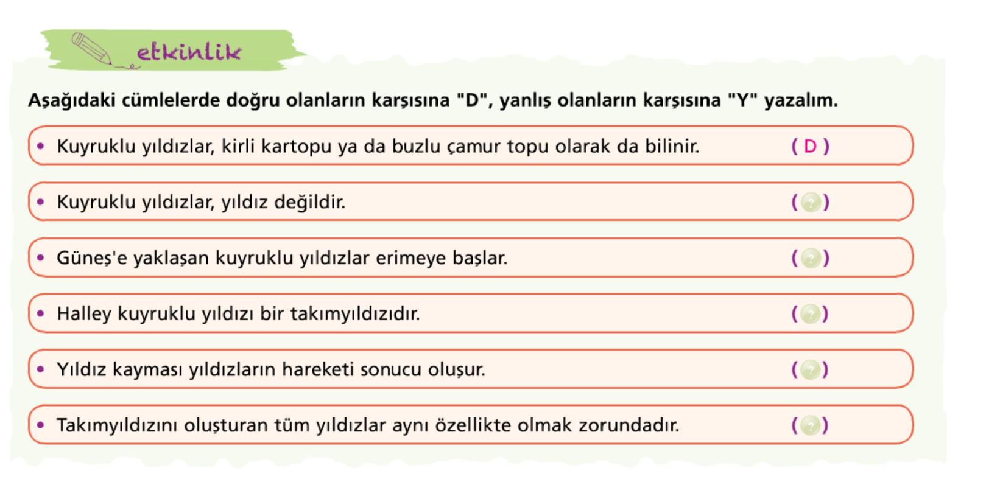 etkinlik
Aşağıdaki cümlelerde doğru olanların karşısına "D", yanlış olanların karşısına "Y" yazalım.
• Kuyruklu yıldızlar, kirli kartopu ya da buzlu çamur topu olarak da bilinir. ( D )
• Kuyruklu yıldızlar, yıldız değildir. ( ? )
• Güneş'e yaklaşan kuyruklu yıldızlar erimeye başlar. ( ? )
• Halley kuyruklu yıldızı bir takımyıldızıdır. ( ? )
• Yıldız kayması yıldızların hareketi sonucu oluşur. ( ? )
• Takımyıldızını oluşturan tüm yıldızlar aynı özellikte olmak zorundadır. ( ? )